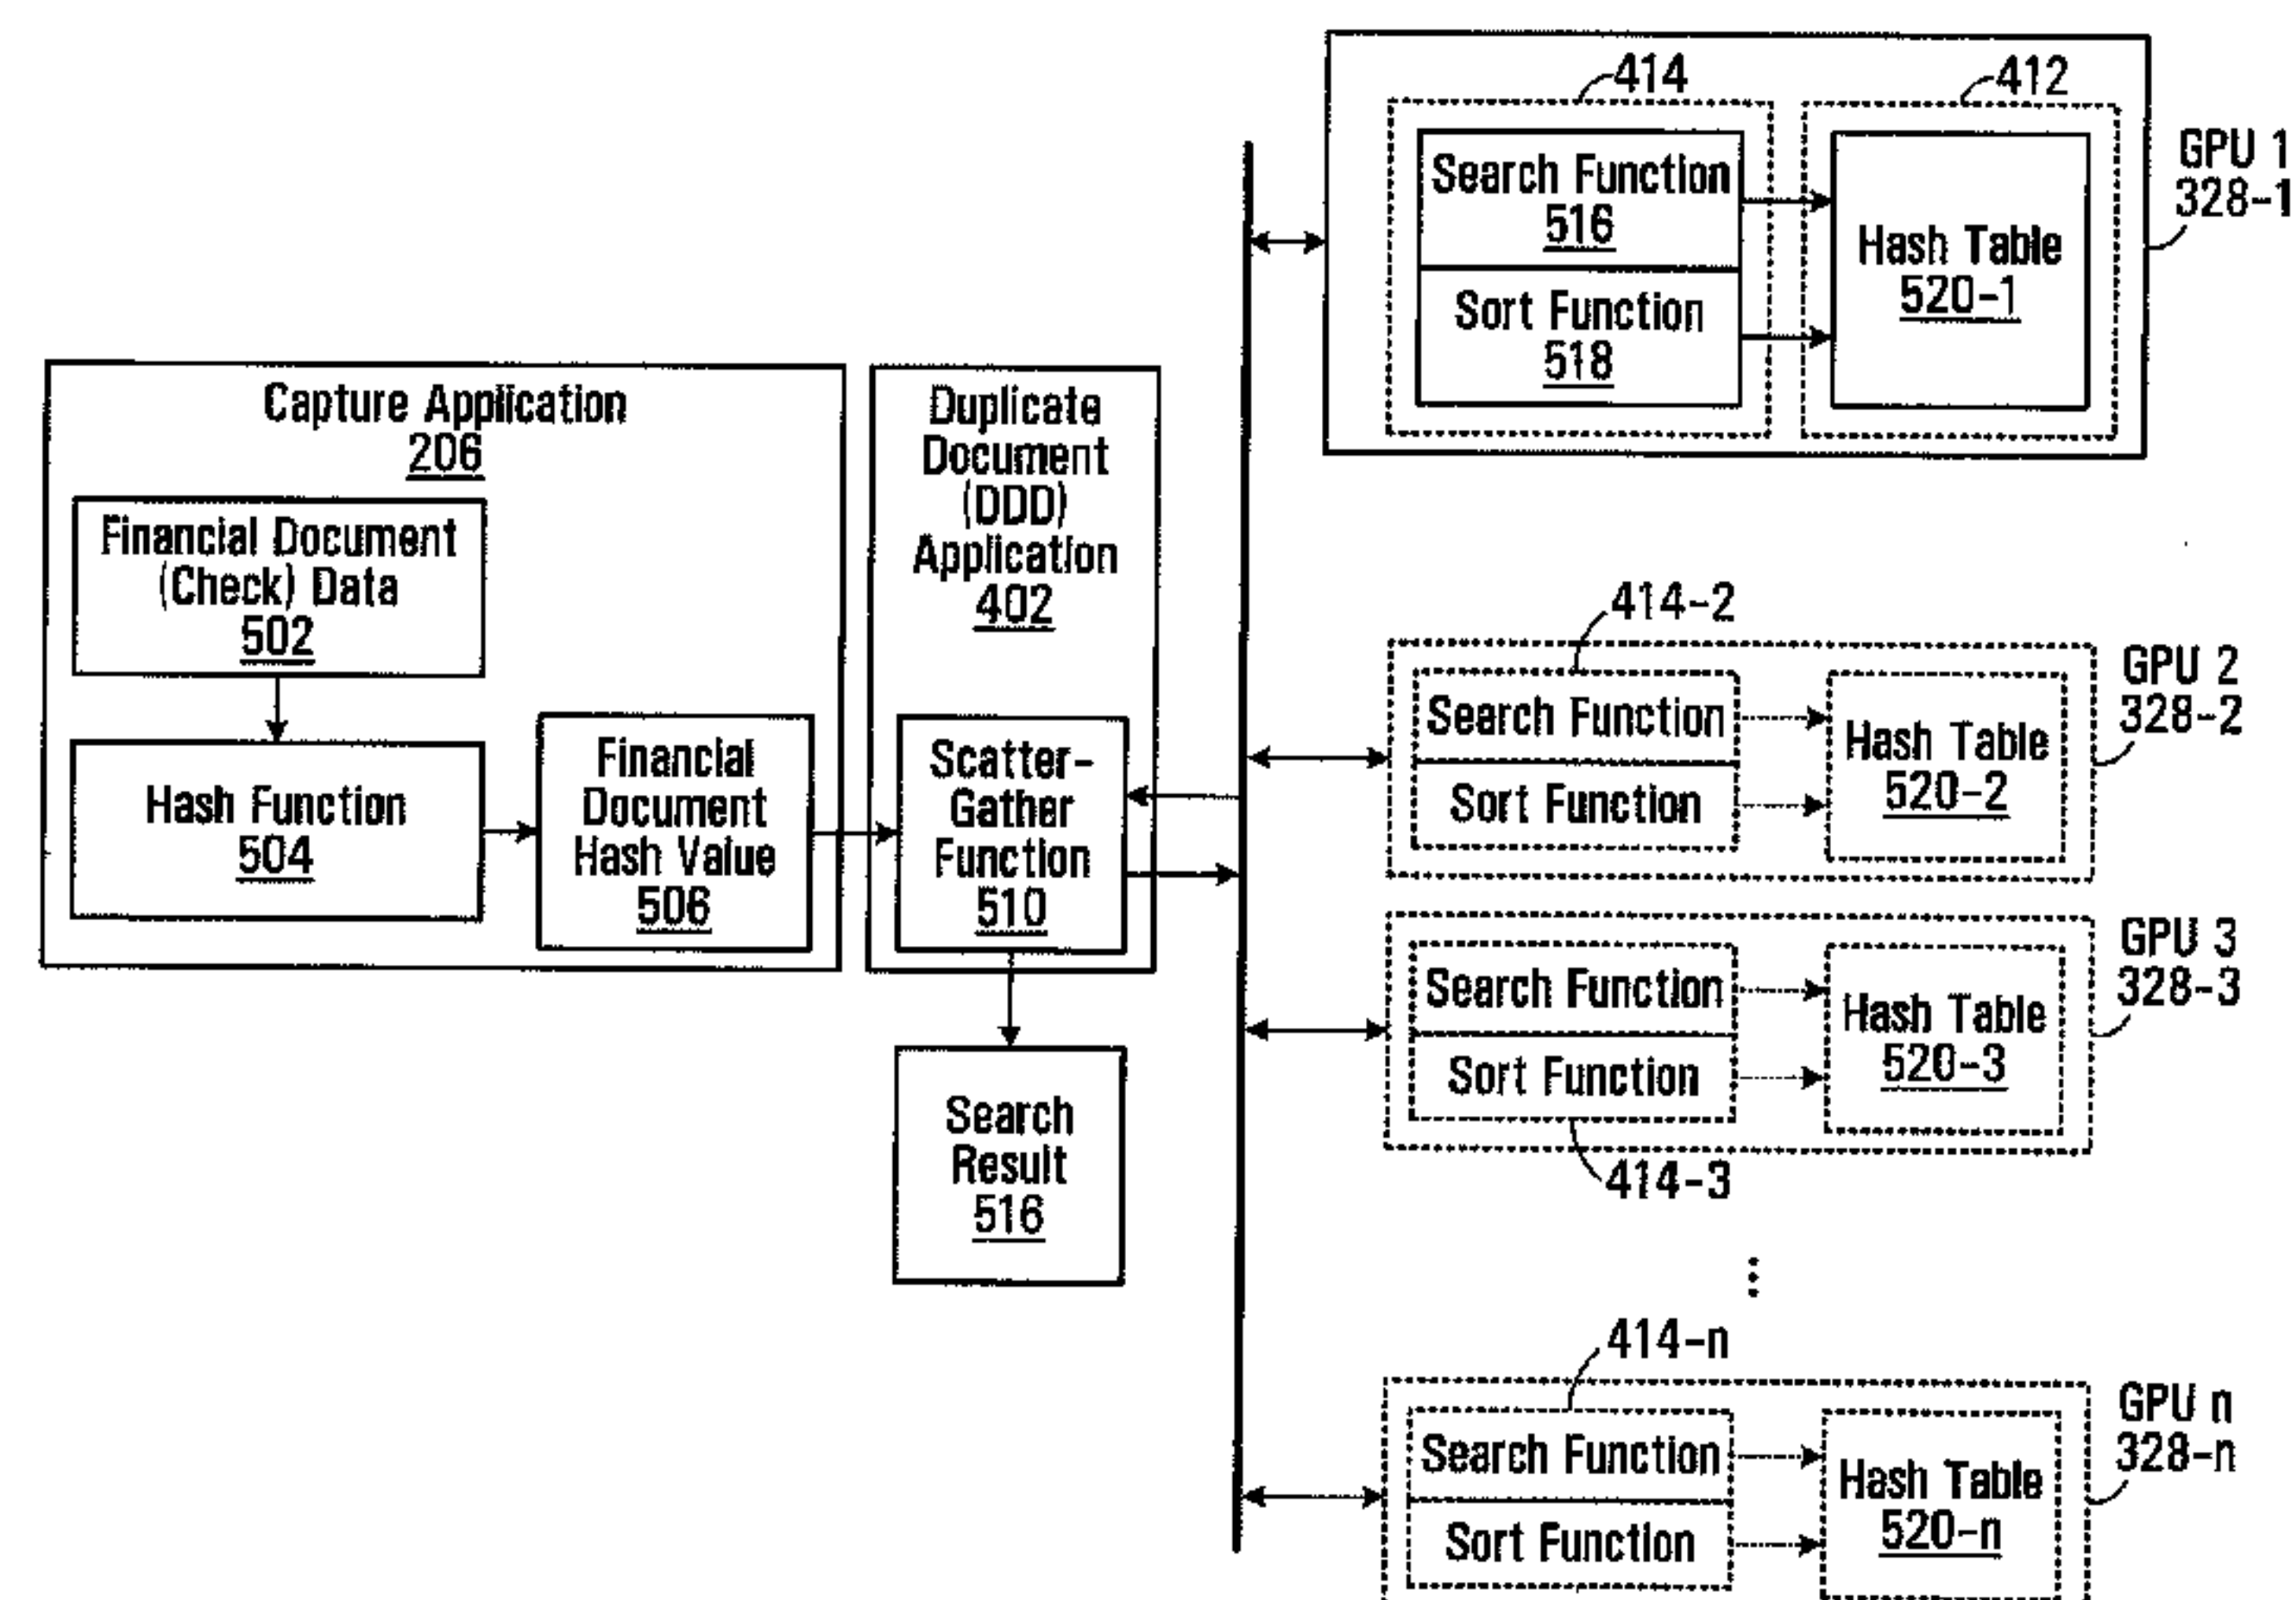 Capture Application
206
Financial Document
(Check) Data
502
Hash Function
504
Financial
Document
Hash Value
506
Duplicate
Document
(DDD)
Application
402
Scatter-
Gather
Function
510
Search
Result
516
414
412
Search Function
516
Sort Function
518
Hash Table
520-1
GPU 1
328-1
414-2
Search Function
Sort Function
Hash Table
520-2
GPU 2
328-2
Search Function
Sort Function
Hash Table
520-3
GPU 3
328-3
414-3
414-n
Search Function
Sort Function
Hash Table
520-n
GPU n
328-n